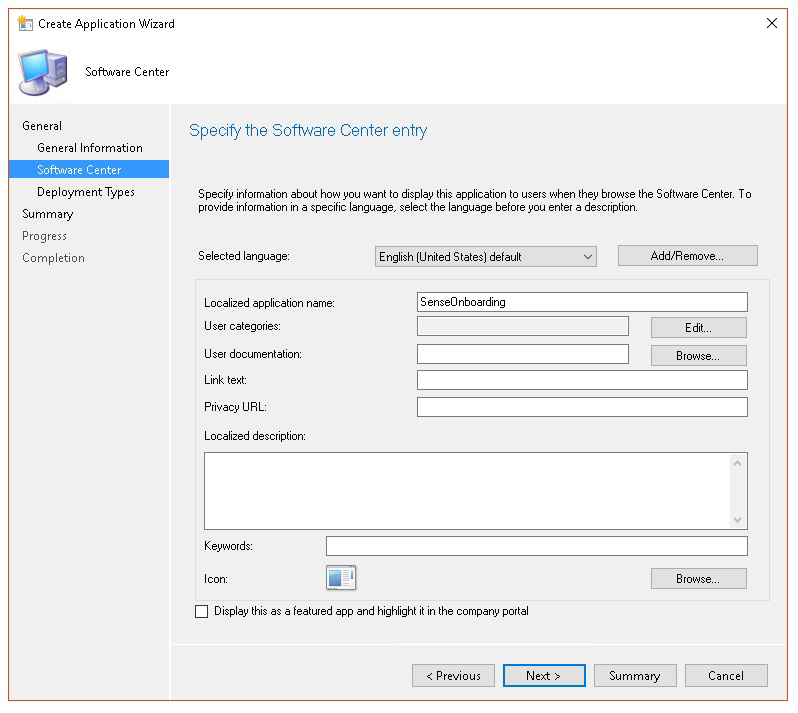 Create Application Wizard
Software Center
General
General Information
Software Center
Deployment Types
Summary
Progress
Completion
Specify the Software Center entry
Specify information about how you want to display this application to users when they browse the Software Center. To
provide information in a specific language, select the language before you enter a description.
Selected language: English (United States) default Add/Remove...
Localized application name: SenseOnboarding
User categories: Edit...
User documentation: Browse...
Link text:
Privacy URL:
Localized description:
Keywords:
Icon: Browse...
Display this as a featured app and highlight it in the company portal
< Previous Next > Summary Cancel